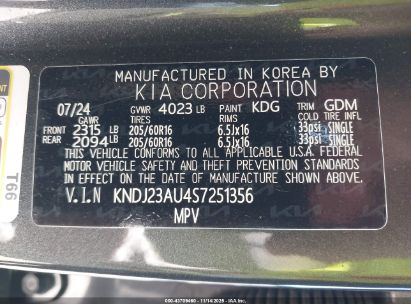 MANUFACTURED IN KOREA BY
KIA CORPORATION
07/24 GVWR 4023 LB PAINT KDG TRIM GDM
GAWR TIRES RIMS COLD TIRE INFL
FRONT 2315 LB 205/60R16 6.5Jx16 33psi SINGLE
REAR 2094 LB 205/60R16 6.5Jx16 33psi SINGLE
THIS VEHICLE CONFORMS TO ALL APPLICABLE U.S.A FEDERAL
MOTOR VEHICLE SAFETY AND THEFT PREVENTION STANDARDS
IN EFFECT ON THE DATE OF MANUFACTURE SHOWN ABOVE.
V.I.N KNDJ23AU4S7251356
MPV
T66